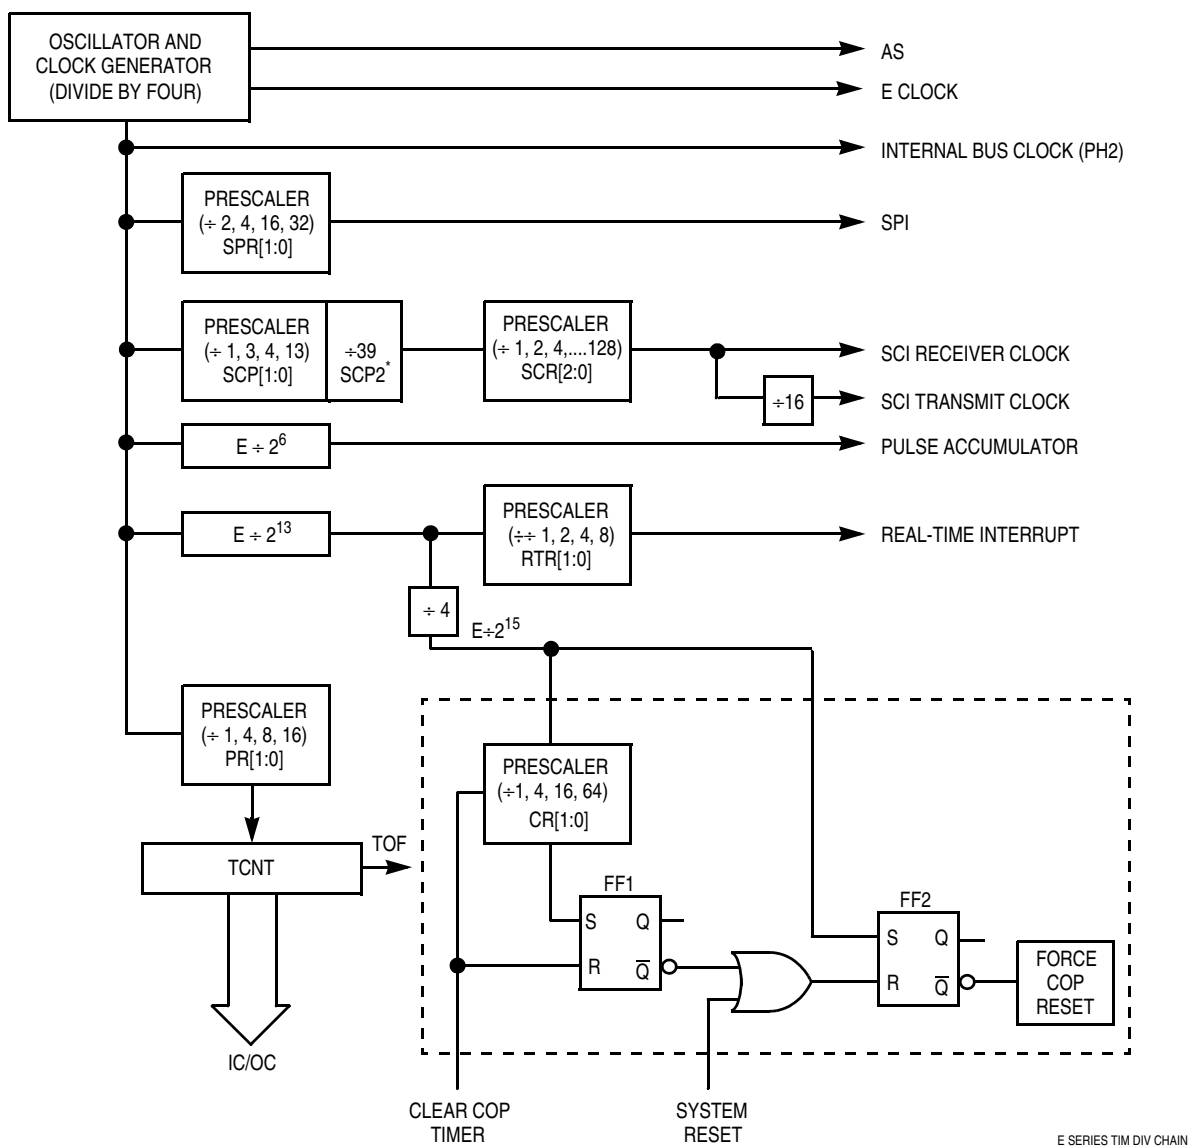 OSCILLATOR AND
CLOCK GENERATOR
(DIVIDE BY FOUR)
AS
E CLOCK
INTERNAL BUS CLOCK (PH2)
PRESCALER
(÷ 2, 4, 16, 32)
SPR[1:0]
SPI
PRESCALER
(÷ 1, 3, 4, 13)
SCP[1:0]
÷39
SCP2*
PRESCALER
(÷ 1, 2, 4,....128)
SCR[2:0]
SCI RECEIVER CLOCK
÷16
SCI TRANSMIT CLOCK
E ÷ 2^6
PULSE ACCUMULATOR
E ÷ 2^13
PRESCALER
(÷÷ 1, 2, 4, 8)
RTR[1:0]
REAL-TIME INTERRUPT
÷ 4
E÷2^15
PRESCALER
(÷ 1, 4, 8, 16)
PR[1:0]
PRESCALER
(÷1, 4, 16, 64)
CR[1:0]
TCNT
TOF
FF1
S Q
R Q̅
FF2
S Q
R Q̅
FORCE
COP
RESET
IC/OC
CLEAR COP
TIMER
SYSTEM
RESET
E SERIES TIM DIV CHAIN